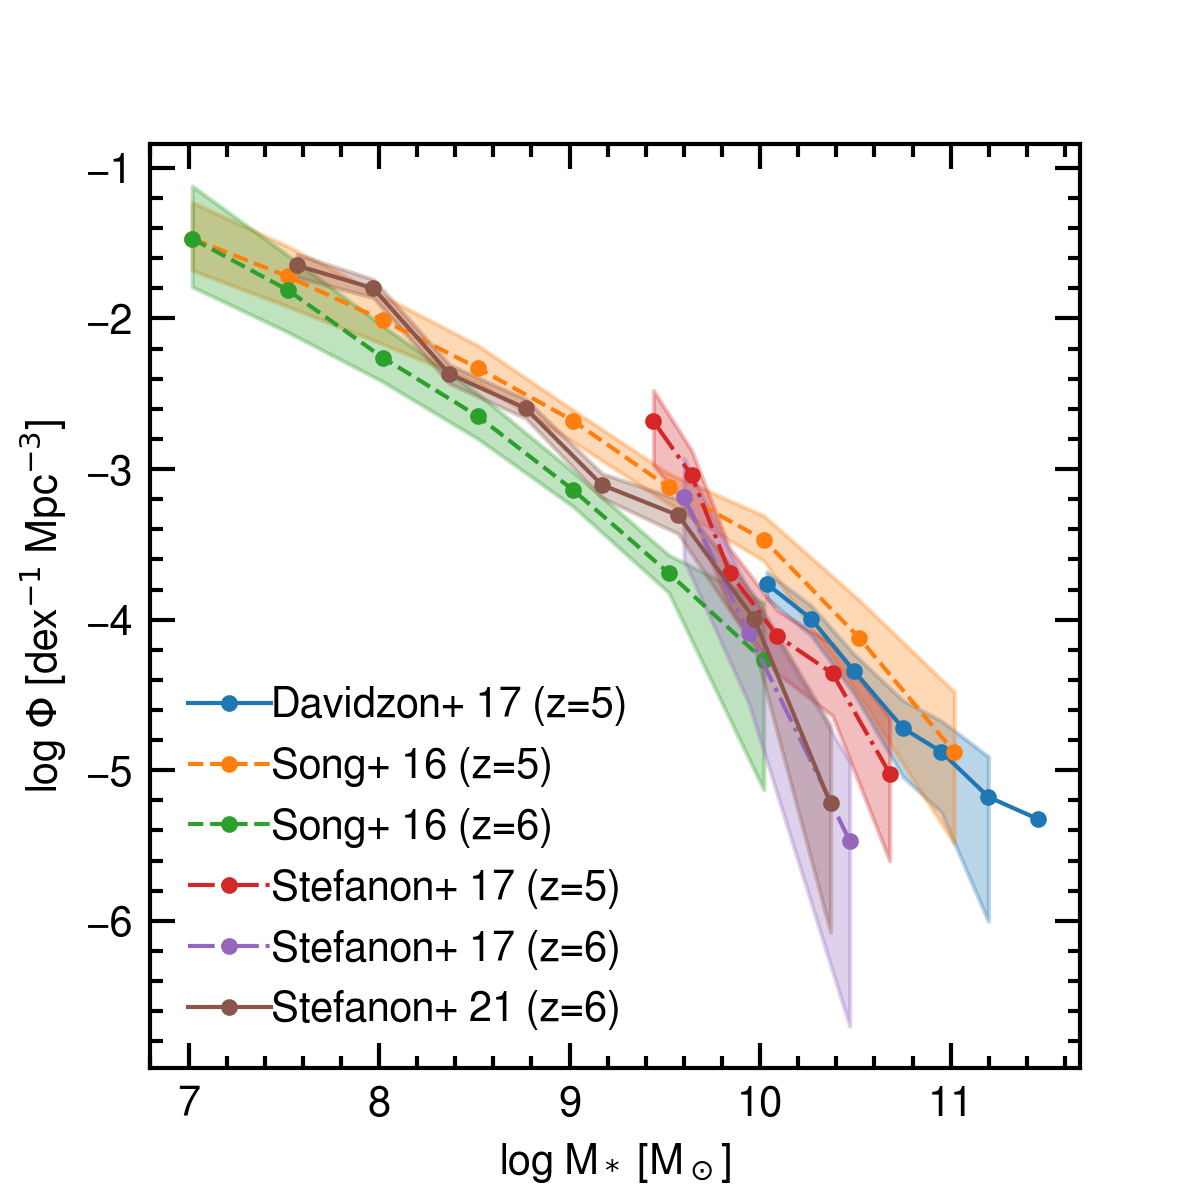 −1
−2
−3
−4
−5
−6
log Φ [dex⁻¹ Mpc⁻³]
Davidzon+ 17 (z=5)
Song+ 16 (z=5)
Song+ 16 (z=6)
Stefanon+ 17 (z=5)
Stefanon+ 17 (z=6)
Stefanon+ 21 (z=6)
7 8 9 10 11
log M* [M⊙]